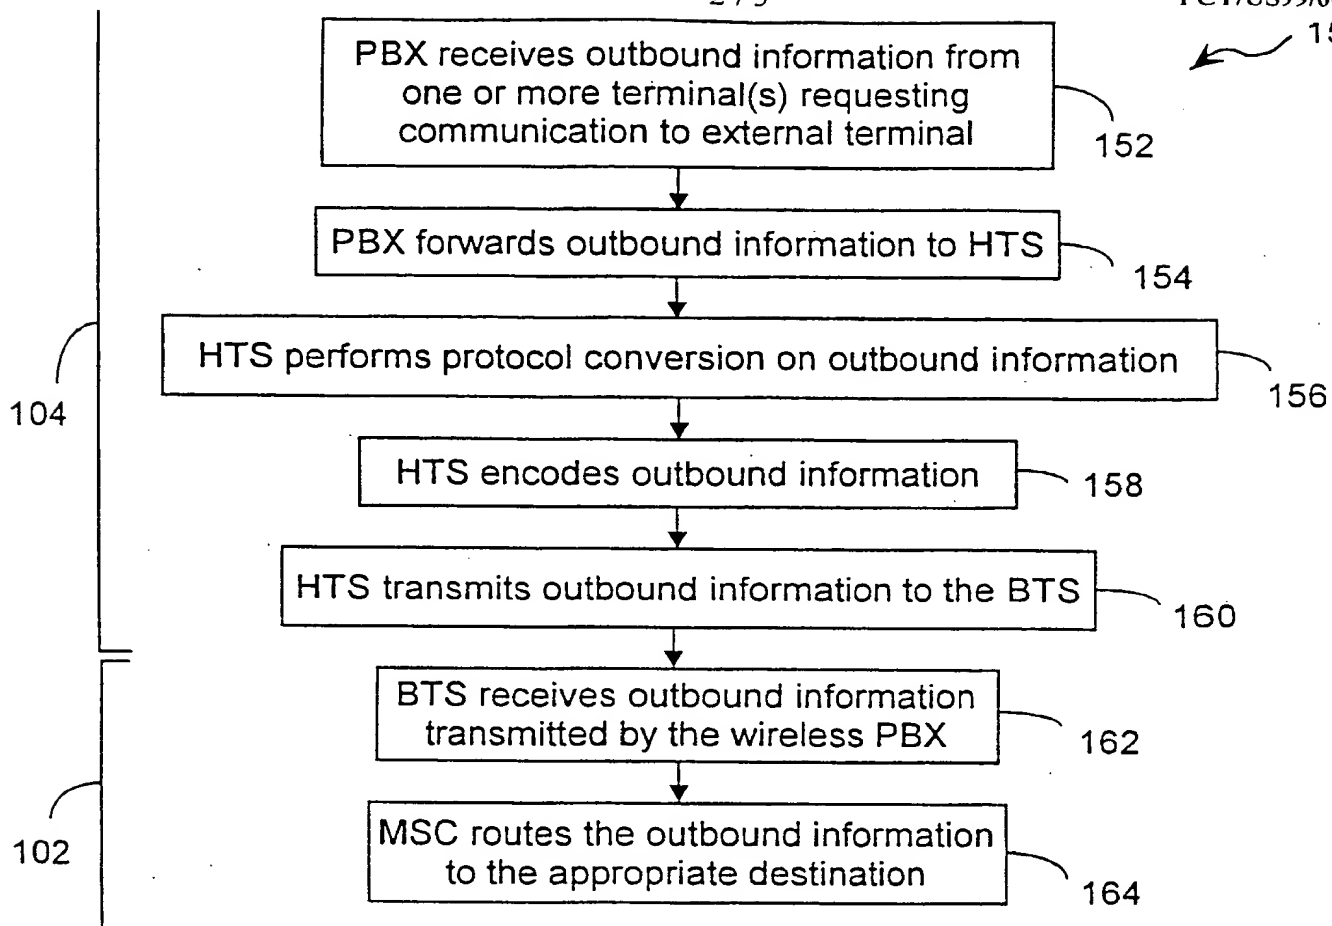 PBX receives outbound information from
one or more terminal(s) requesting
communication to external terminal
152
PBX forwards outbound information to HTS
154
HTS performs protocol conversion on outbound information
156
104
HTS encodes outbound information
158
HTS transmits outbound information to the BTS
160
BTS receives outbound information
transmitted by the wireless PBX
162
102
MSC routes the outbound information
to the appropriate destination
164